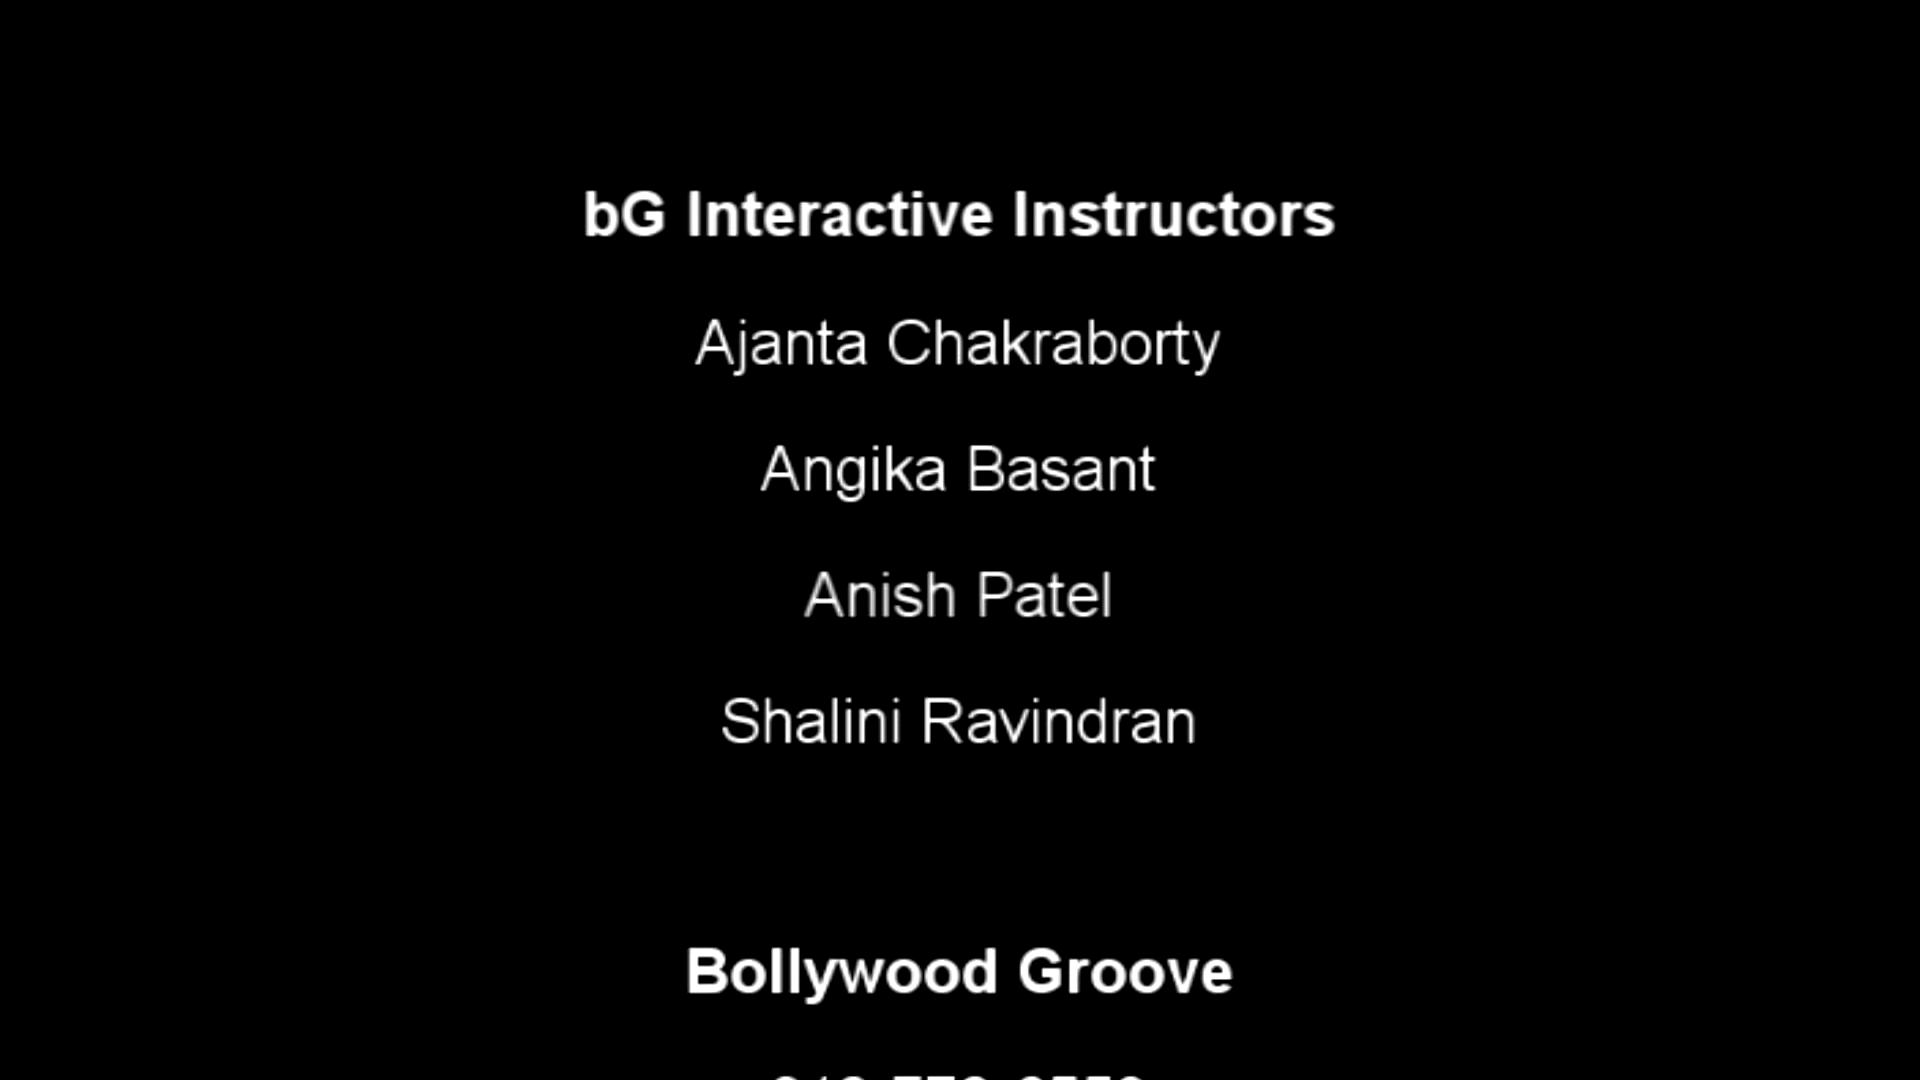 bG Interactive Instructors
Ajanta Chakraborty
Angika Basant
Anish Patel
Shalini Ravindran
Bollywood Groove